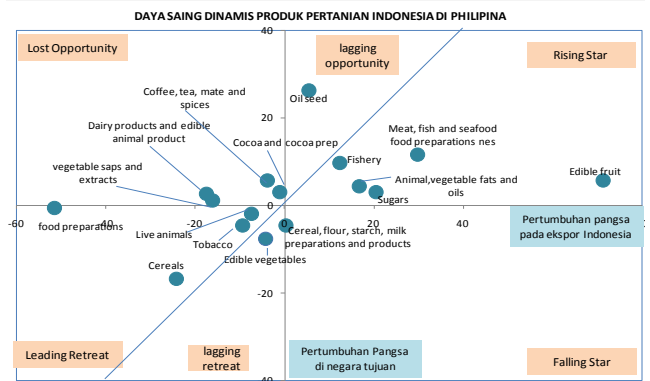 DAYA SAING DINAMIS PRODUK PERTANIAN INDONESIA DI PHILIPINA
40
Lost Opportunity
lagging
opportunity
Rising Star
Coffee, tea, mate and
spices
Oil seed
20
Dairy products and edible
animal product
Meat, fish and seafood
food preparations nes
Cocoa and cocoa prep
Fishery
vegetable saps and
extracts
Animal,vegetable fats and
oils
Edible fruit
Sugars
-60
-40
-20
0
20
40
food preparations
Live animals
Tobacco
Cereal, flour, starch, milk
preparations and products
Pertumbuhan pangsa
pada ekspor Indonesia
Edible vegetables
Cereals
-20
Leading Retreat
lagging
retreat
Pertumbuhan Pangsa
di negara tujuan
Falling Star
-40